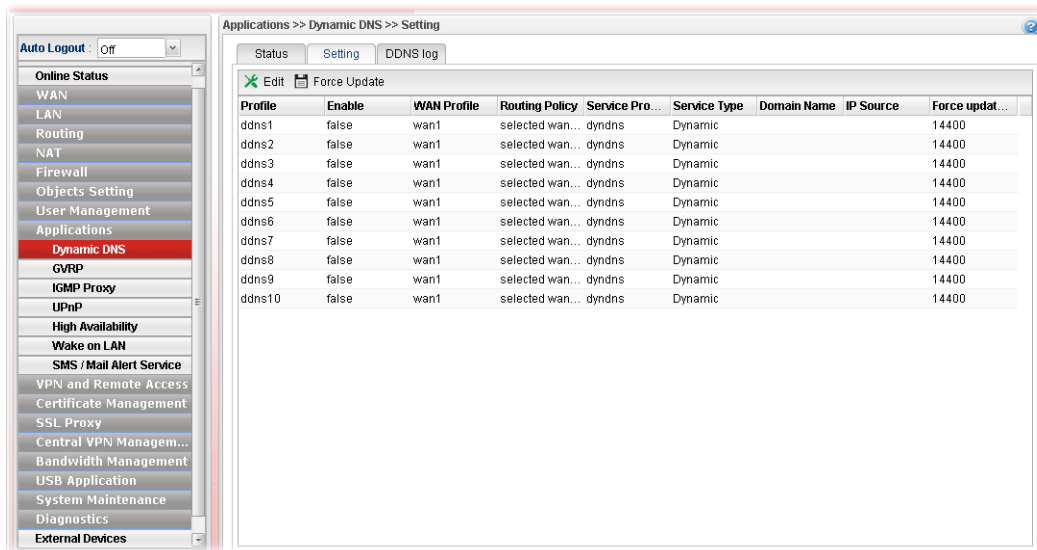 Applications >> Dynamic DNS >> Setting
Auto Logout : Off
Online Status
WAN
LAN
Routing
NAT
Firewall
Objects Setting
User Management
Applications
Dynamic DNS
GVRP
IGMP Proxy
UPnP
High Availability
Wake on LAN
SMS / Mail Alert Service
VPN and Remote Access
Certificate Management
SSL Proxy
Central VPN Managem...
Bandwidth Management
USB Application
System Maintenance
Diagnostics
External Devices
Status Setting DDNS log
Edit Force Update
Profile Enable WAN Profile Routing Policy Service Pro... Service Type Domain Name IP Source Force updat...
ddns1 false wan1 selected wan... dyndns Dynamic 14400
ddns2 false wan1 selected wan... dyndns Dynamic 14400
ddns3 false wan1 selected wan... dyndns Dynamic 14400
ddns4 false wan1 selected wan... dyndns Dynamic 14400
ddns5 false wan1 selected wan... dyndns Dynamic 14400
ddns6 false wan1 selected wan... dyndns Dynamic 14400
ddns7 false wan1 selected wan... dyndns Dynamic 14400
ddns8 false wan1 selected wan... dyndns Dynamic 14400
ddns9 false wan1 selected wan... dyndns Dynamic 14400
ddns10 false wan1 selected wan... dyndns Dynamic 14400